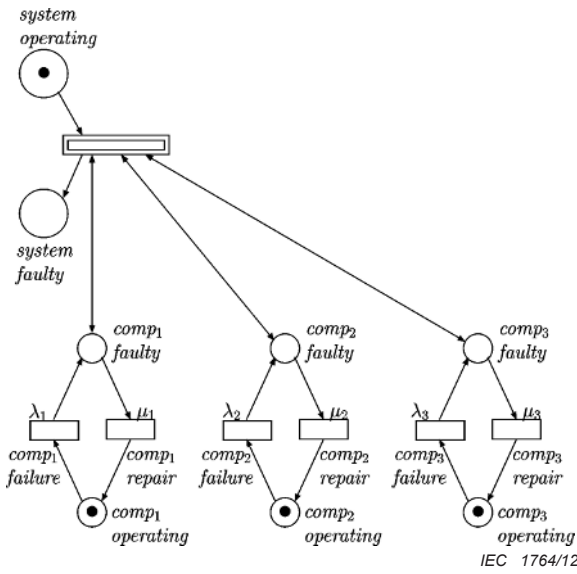 system
operating
system
faulty
comp₁
faulty
comp₂
faulty
comp₃
faulty
λ₁
μ₁
λ₂
μ₂
λ₃
μ₃
comp₁
failure
comp₁
repair
comp₂
failure
comp₂
repair
comp₃
failure
comp₃
repair
comp₁
operating
comp₂
operating
comp₃
operating
IEC 1764/12